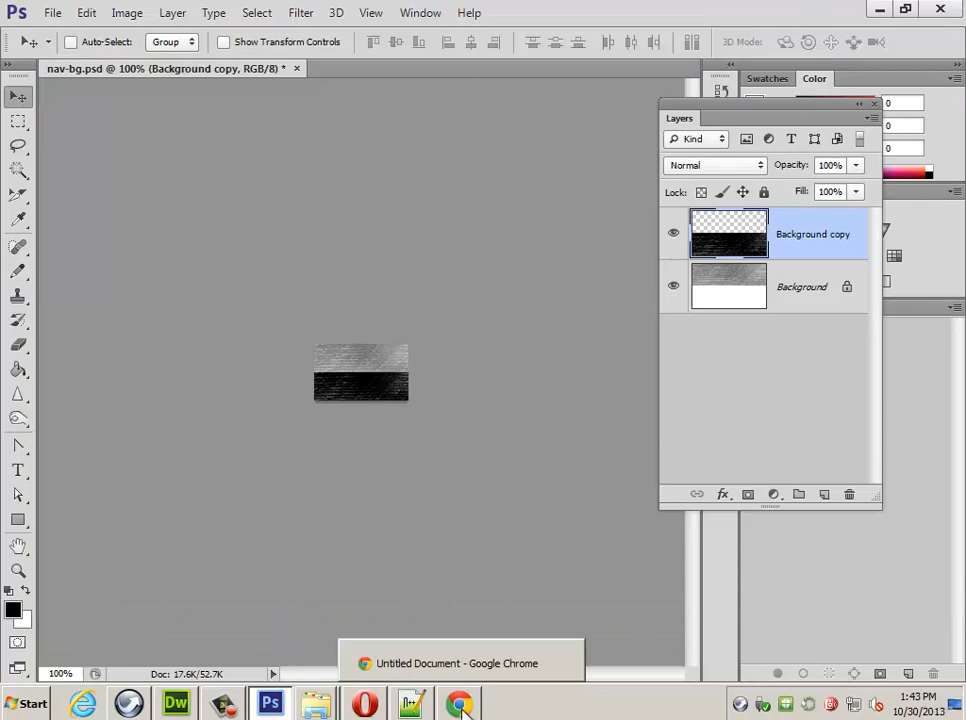 Ps File Edit Image Layer Type Select Filter 3D View Window Help
Auto-Select: Group Show Transform Controls 3D Mode:
nav-bg.psd @ 100% (Background copy, RGB/8) * ×
Swatches Color
0
0
0
Layers
Kind
Normal Opacity: 100%
Lock: Fill: 100%
Background copy
Background
100% Doc: 17.6K/52.7K
Untitled Document - Google Chrome
Start
Dw
Ps
1:43 PM
10/30/2013